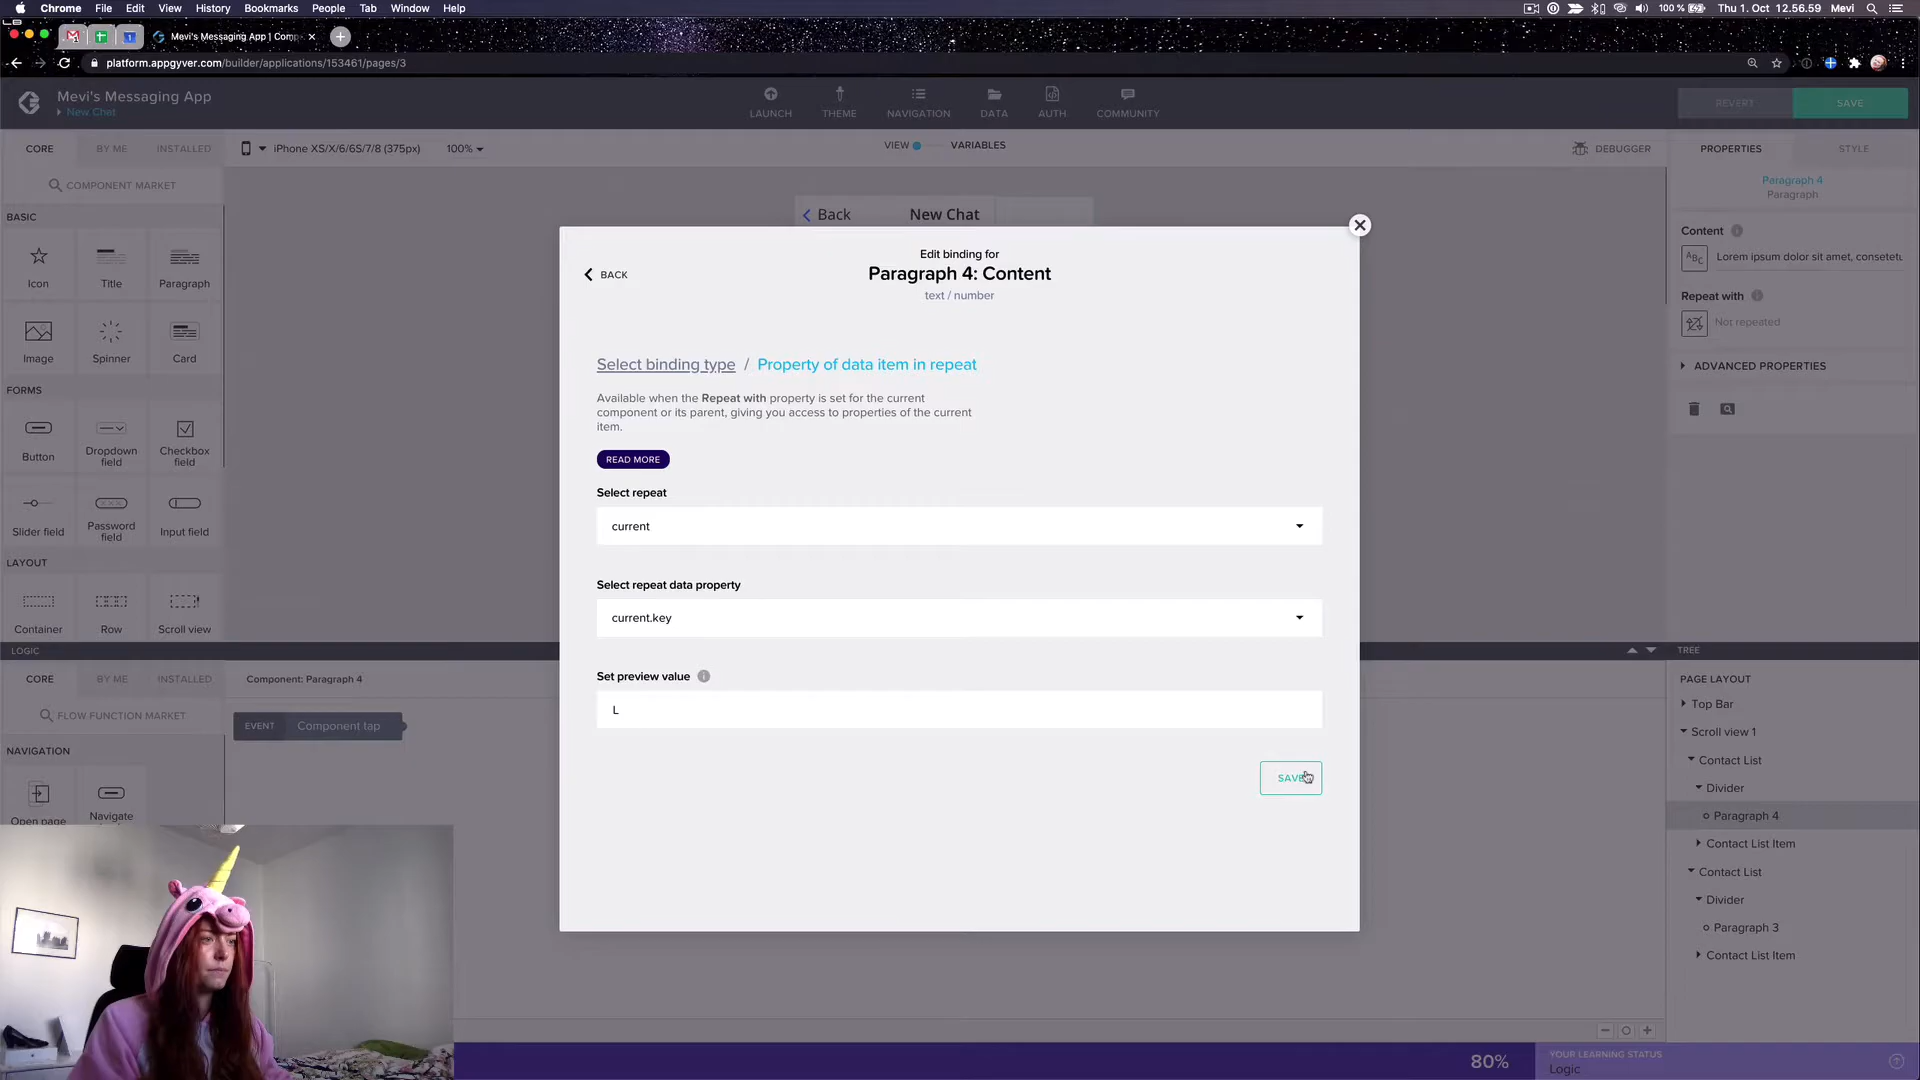 Chrome File Edit View History Bookmarks People Tab Window Help
100 % Thu 1. Oct 12.56.59 Mevi
Mevi's Messaging App | Comp
platform.appgyver.com/builder/applications/153461/pages/3
Mevi's Messaging App
New Chat
LAUNCH THEME NAVIGATION DATA AUTH COMMUNITY
REVERT SAVE
CORE BY ME INSTALLED
iPhone XS/X/6/6S/7/8 (375px) 100%
VIEW VARIABLES
DEBUGGER
PROPERTIES STYLE
COMPONENT MARKET
BASIC
Icon Title Paragraph
Image Spinner Card
FORMS
Button Dropdown field Checkbox field
Slider field Password field Input field
LAYOUT
Container Row Scroll view
Back New Chat
BACK
Edit binding for
Paragraph 4: Content
text / number
Select binding type / Property of data item in repeat
Available when the Repeat with property is set for the current
component or its parent, giving you access to properties of the current
item.
READ MORE
Select repeat
current
Select repeat data property
current.key
Set preview value
L
SAVE
Paragraph 4
Paragraph
Content
ABC Lorem ipsum dolor sit amet, consetetu
Repeat with
Not repeated
ADVANCED PROPERTIES
LOGIC
CORE BY ME INSTALLED
Component: Paragraph 4
FLOW FUNCTION MARKET
EVENT Component tap
NAVIGATION
Open page Navigate
TREE
PAGE LAYOUT
Top Bar
Scroll view 1
Contact List
Divider
Paragraph 4
Contact List Item
Contact List
Divider
Paragraph 3
Contact List Item
80%
YOUR LEARNING STATUS
Logic